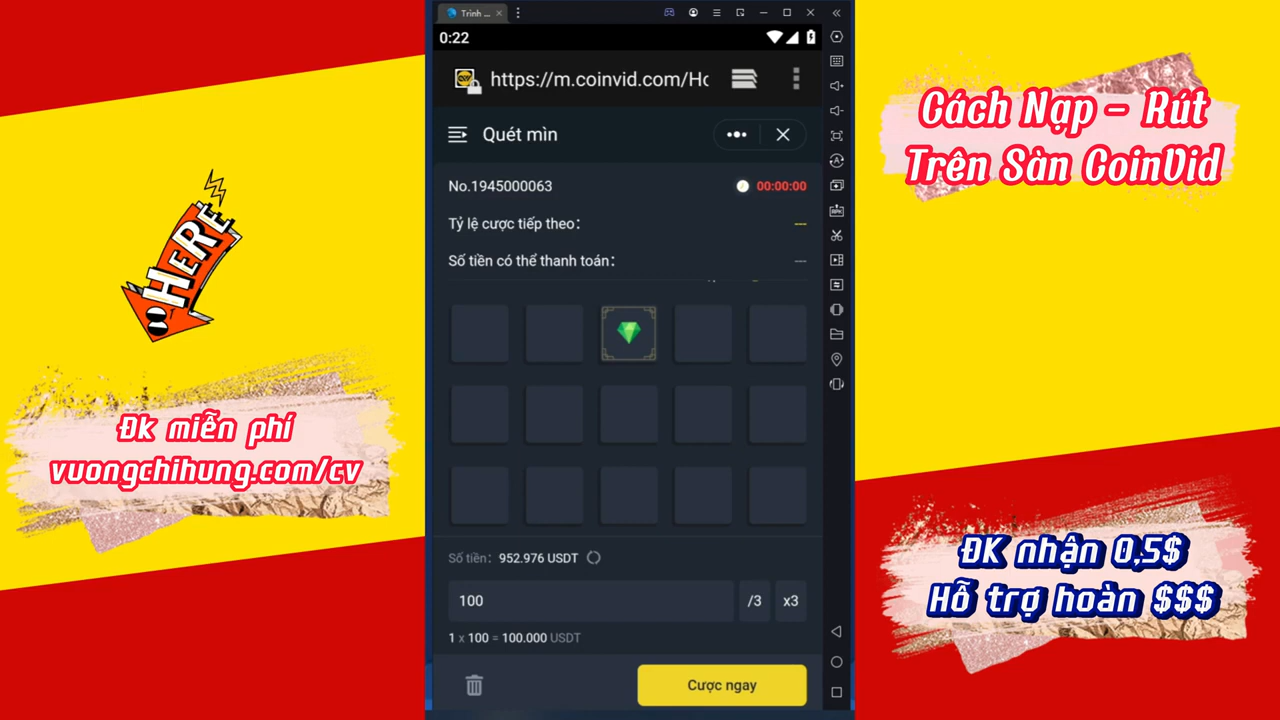 Trình ...
0:22
https://m.coinvid.com/Hc
Quét mìn
No.1945000063
00:00:00
Tỷ lệ cược tiếp theo:
Số tiền có thể thanh toán:
Số tiền: 952.976 USDT
100
/3
x3
1 x 100 = 100.000 USDT
Cược ngay
HERE
Đk miễn phí
vuongchihung.com/cv
Cách Nạp - Rút
Trên Sàn CoinVid
ĐK nhận 0,5$
Hỗ trợ hoàn $$$